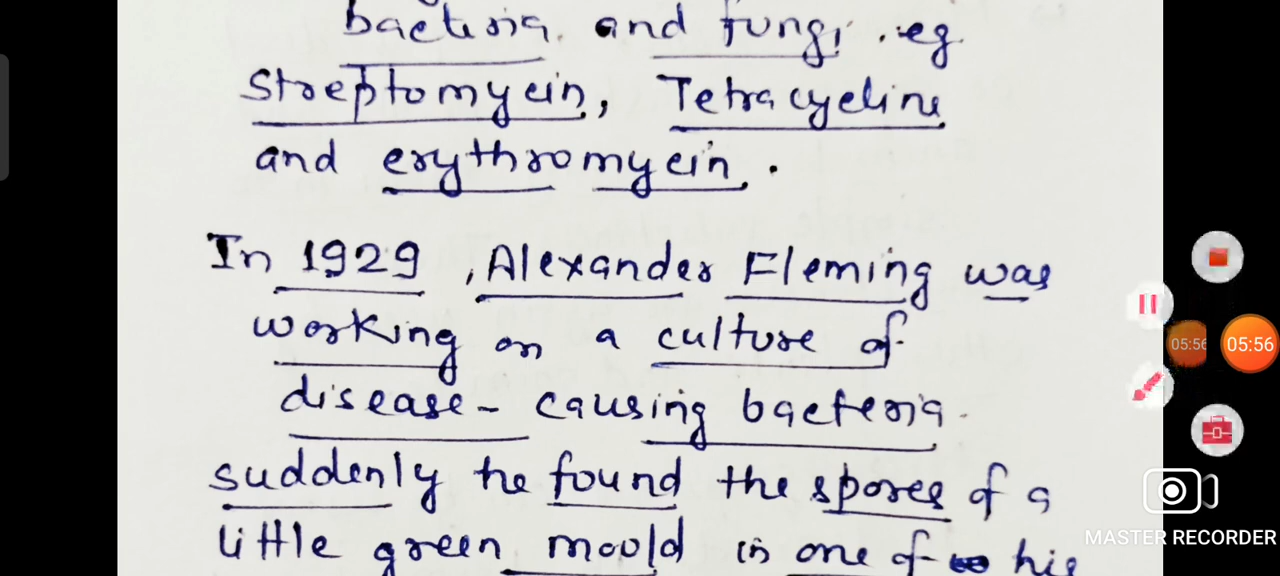 bacteria. and fungi. eg.
Streptomycin, Tetracycline
and erythromycin.
In 1929, Alexander Fleming was
working on a culture of
disease- causing bacteria.
05:56 05:56
suddenly he found the spores of a
MASTER RECORDER
little green mould in one of his